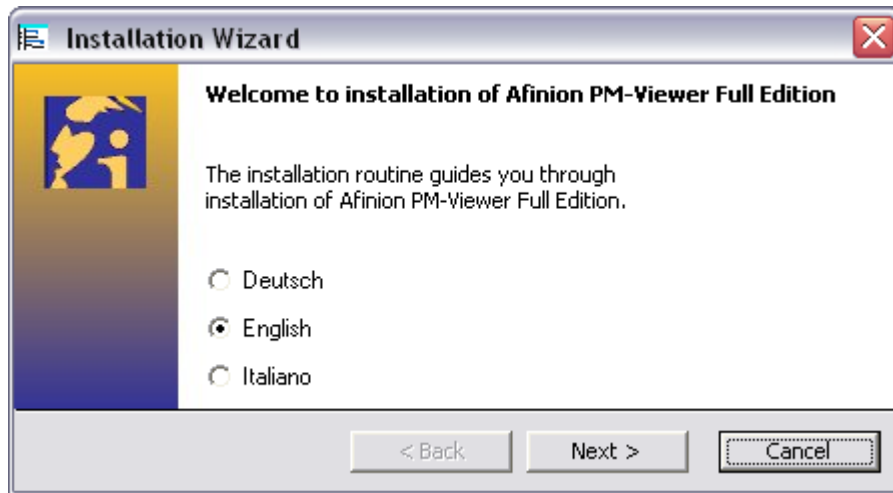 Installation Wizard
Welcome to installation of Afinion PM-Viewer Full Edition
The installation routine guides you through
installation of Afinion PM-Viewer Full Edition.
Deutsch
English
Italiano
< Back
Next >
Cancel